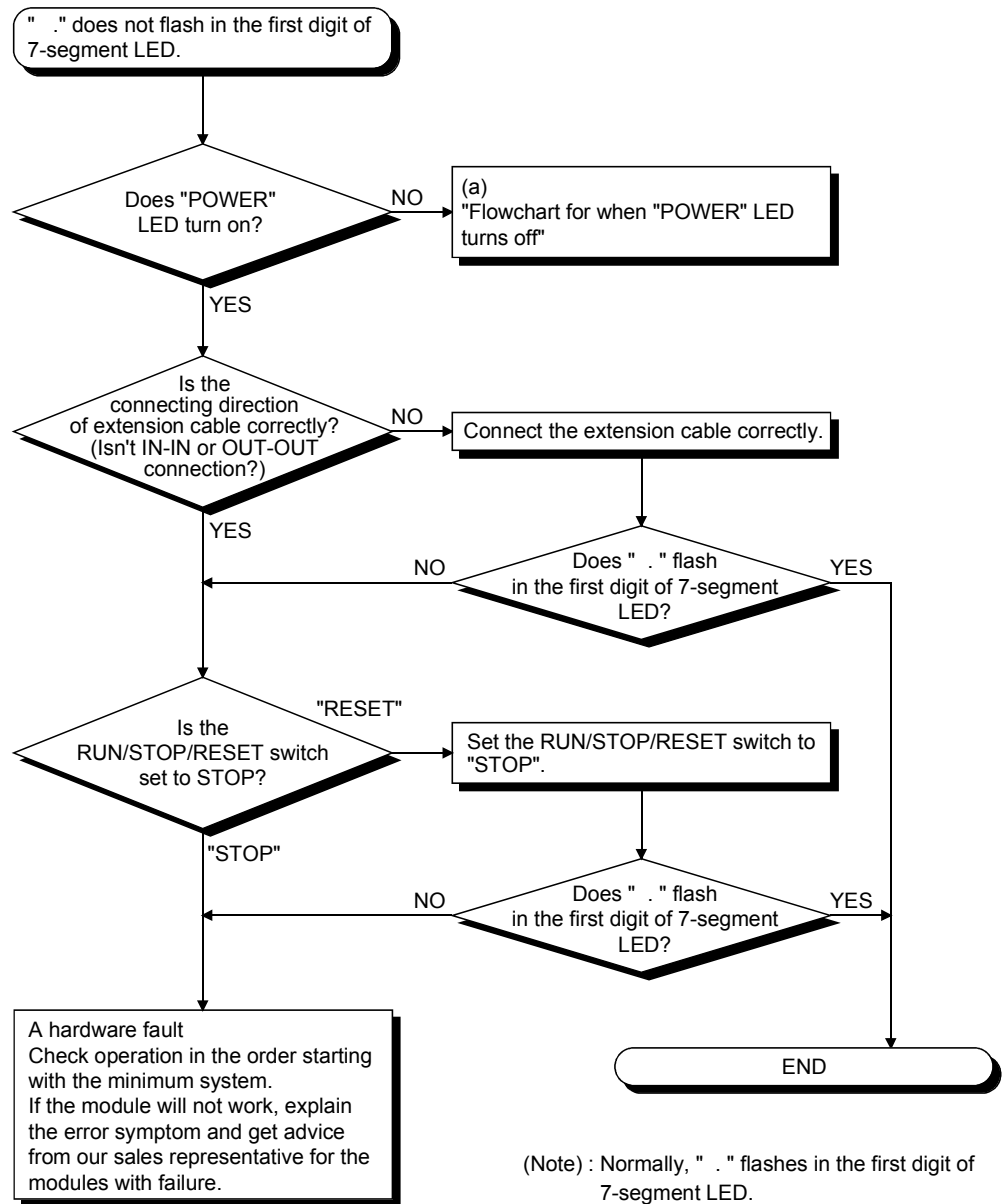 " ." does not flash in the first digit of
7-segment LED.
Does "POWER"
LED turn on?
NO
(a)
"Flowchart for when "POWER" LED
turns off"
YES
Is the
connecting direction
of extension cable correctly?
(Isn't IN-IN or OUT-OUT
connection?)
NO
Connect the extension cable correctly.
YES
Does " . " flash
in the first digit of 7-segment
LED?
NO
YES
Is the
RUN/STOP/RESET switch
set to STOP?
"RESET"
Set the RUN/STOP/RESET switch to
"STOP".
"STOP"
Does " . " flash
in the first digit of 7-segment
LED?
NO
YES
A hardware fault
Check operation in the order starting
with the minimum system.
If the module will not work, explain
the error symptom and get advice
from our sales representative for the
modules with failure.
END
(Note) : Normally, " . " flashes in the first digit of
7-segment LED.